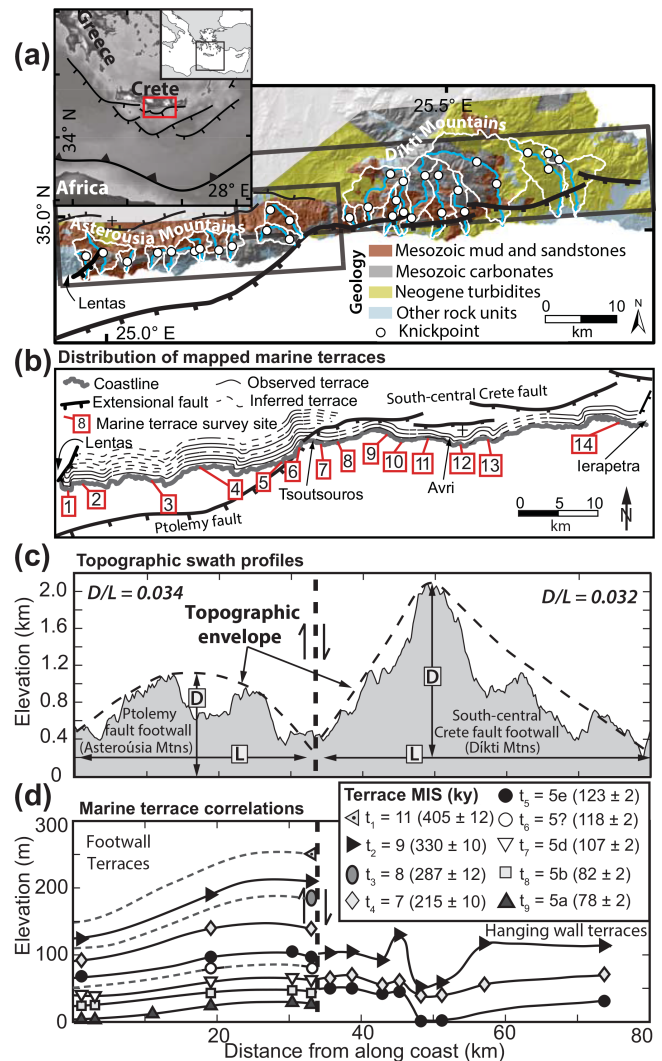 (a)
Greece
Crete
34° N
Africa
28° E
25.5° E
Díkti Mountains
35.0° N
Asterousia Mountains
Lentas
25.0° E
Geology
Mesozoic mud and sandstones
Mesozoic carbonates
Neogene turbidites
Other rock units
Knickpoint
0 10
km
N
(b) Distribution of mapped marine terraces
Coastline
Observed terrace
Extensional fault
Inferred terrace
8 Marine terrace survey site
South-central Crete fault
Lentas
1 2 3 4 5 6 7 8 9 10 11 12 13 14
Tsoutsouros
Avri
Ierapetra
Ptolemy fault
0 5 10
km
N
(c) Topographic swath profiles
D/L = 0.034
D/L = 0.032
Topographic
envelope
Elevation (km)
2.0
1.6
1.2
0.8
0.4
0
D
D
Ptolemy
fault footwall
(Asteroúsia Mtns)
South-central
Crete fault footwall
(Díkti Mtns)
L
L
(d) Marine terrace correlations
Terrace MIS (ky)
t1 = 11 (405 ± 12)
t2 = 9 (330 ± 10)
t3 = 8 (287 ± 12)
t4 = 7 (215 ± 10)
t5 = 5e (123 ± 2)
t6 = 5? (118 ± 2)
t7 = 5d (107 ± 2)
t8 = 5b (82 ± 2)
t9 = 5a (78 ± 2)
Footwall
Terraces
Hanging wall terraces
Elevation (m)
300
200
100
0
0 20 40 60 80
Distance from along coast (km)